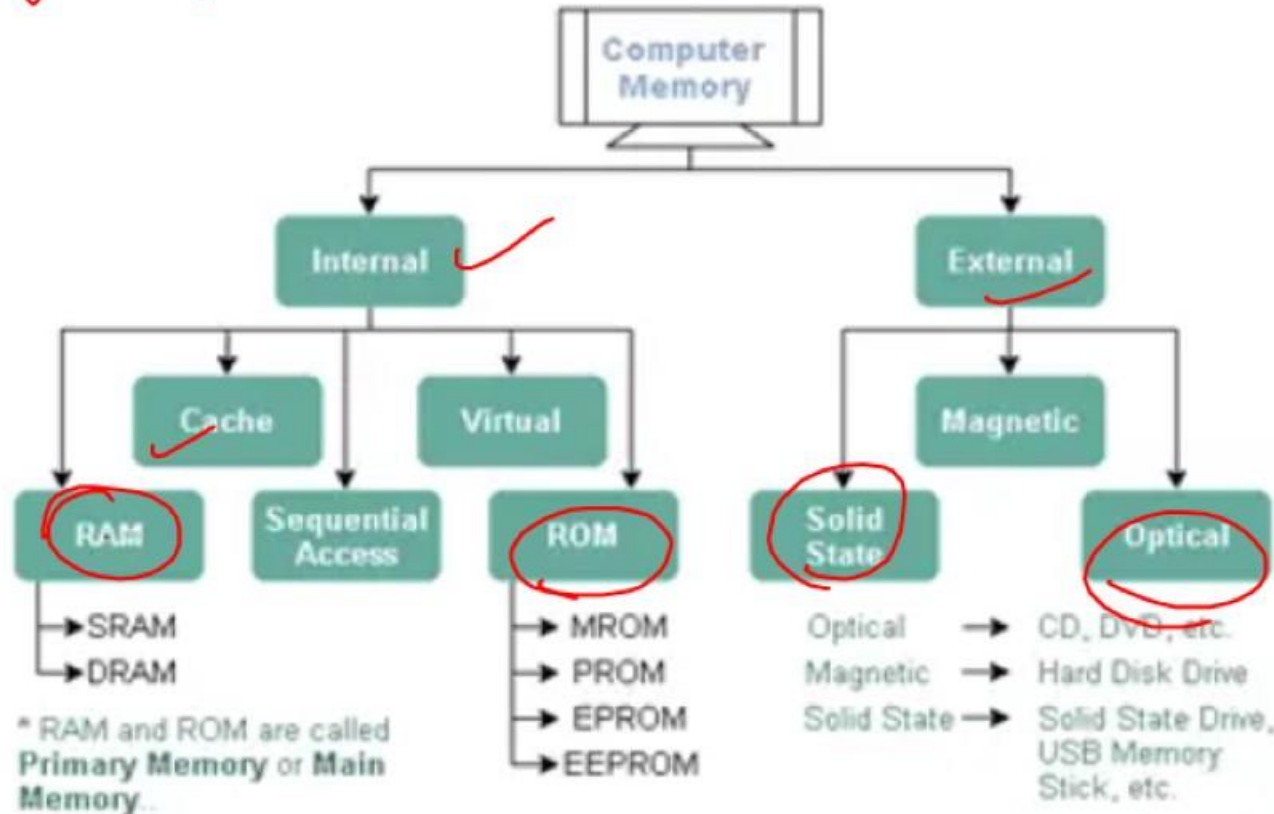 Computer
Memory
Internal
External
Cache
Virtual
Magnetic
RAM
Sequential
Access
ROM
Solid
State
Optical
SRAM
DRAM
* RAM and ROM are called
Primary Memory or Main
Memory..
MROM
PROM
EPROM
EEPROM
Optical CD, DVD, etc.
Magnetic Hard Disk Drive
Solid State Solid State Drive,
USB Memory
Stick, etc.